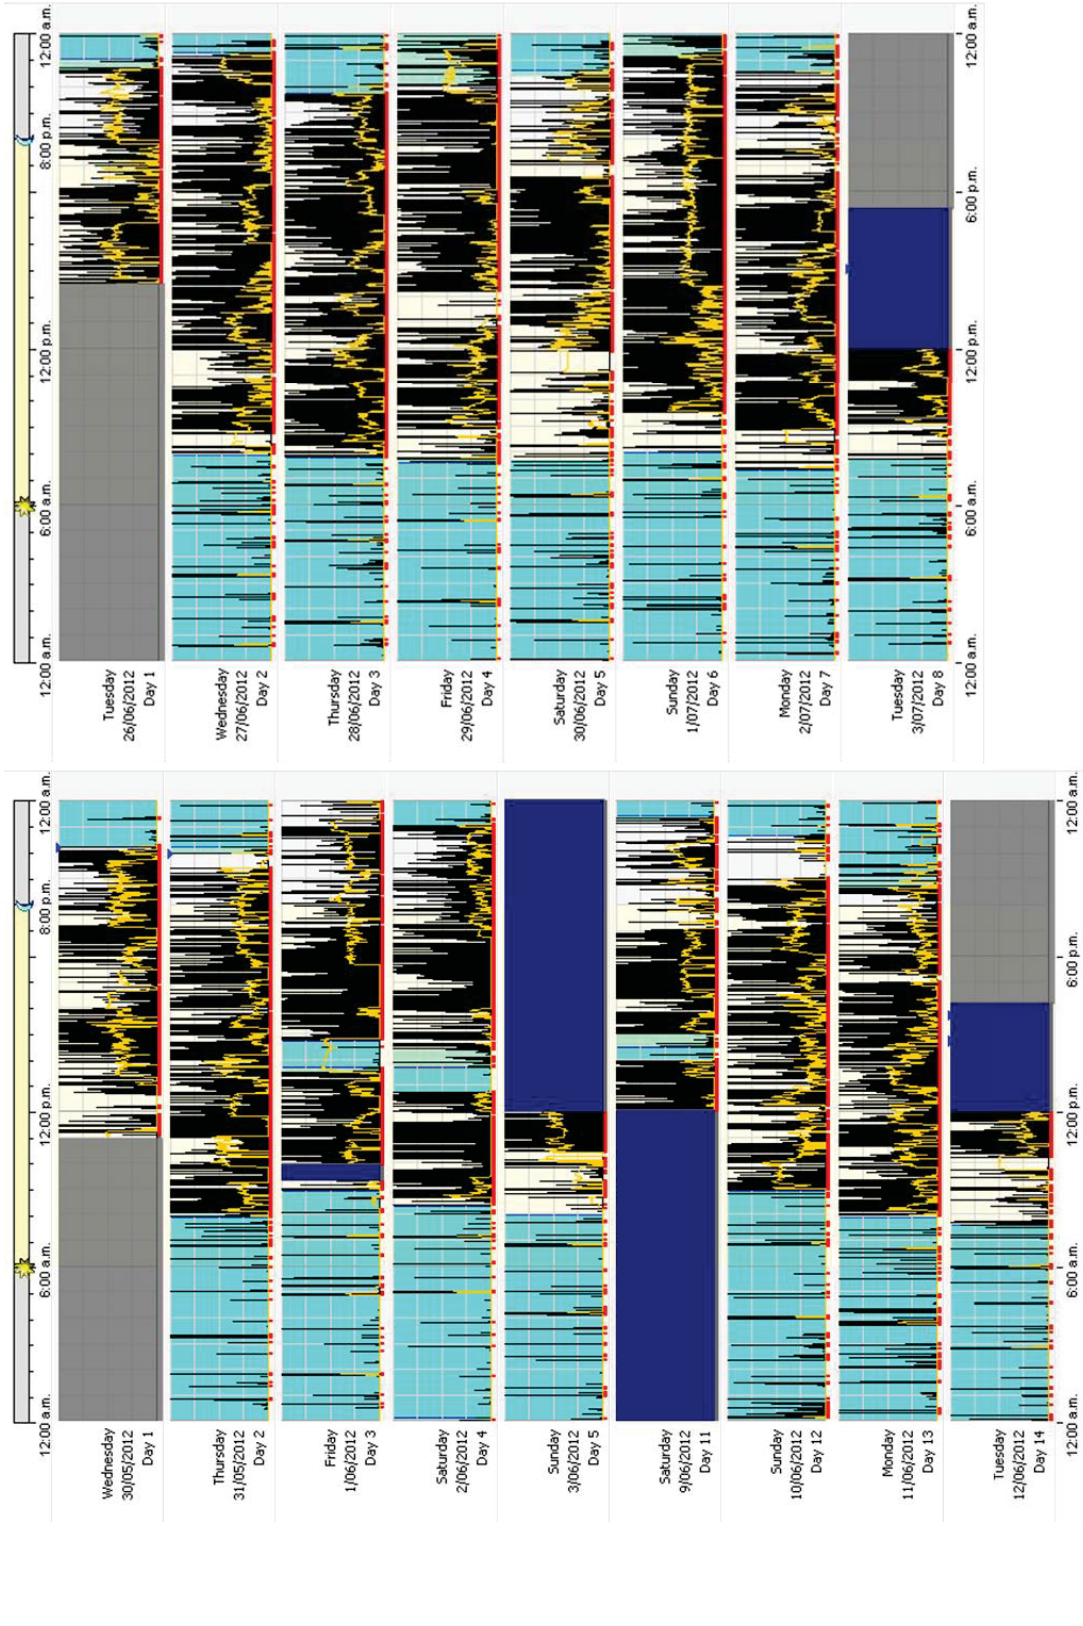 12:00 a.m.
6:00 a.m.
12:00 p.m.
8:00 p.m.
12:00 a.m.
Tuesday
26/06/2012
Day 1
Wednesday
27/06/2012
Day 2
Thursday
28/06/2012
Day 3
Friday
29/06/2012
Day 4
Saturday
30/06/2012
Day 5
Sunday
1/07/2012
Day 6
Monday
2/07/2012
Day 7
Tuesday
3/07/2012
Day 8
12:00 a.m.
6:00 a.m.
12:00 p.m.
6:00 p.m.
12:00 a.m.
12:00 a.m.
6:00 a.m.
12:00 p.m.
8:00 p.m.
12:00 a.m.
Wednesday
30/05/2012
Day 1
Thursday
31/05/2012
Day 2
Friday
1/06/2012
Day 3
Saturday
2/06/2012
Day 4
Sunday
3/06/2012
Day 5
Saturday
9/06/2012
Day 11
Sunday
10/06/2012
Day 12
Monday
11/06/2012
Day 13
Tuesday
12/06/2012
Day 14
12:00 a.m.
6:00 a.m.
12:00 p.m.
6:00 p.m.
12:00 a.m.